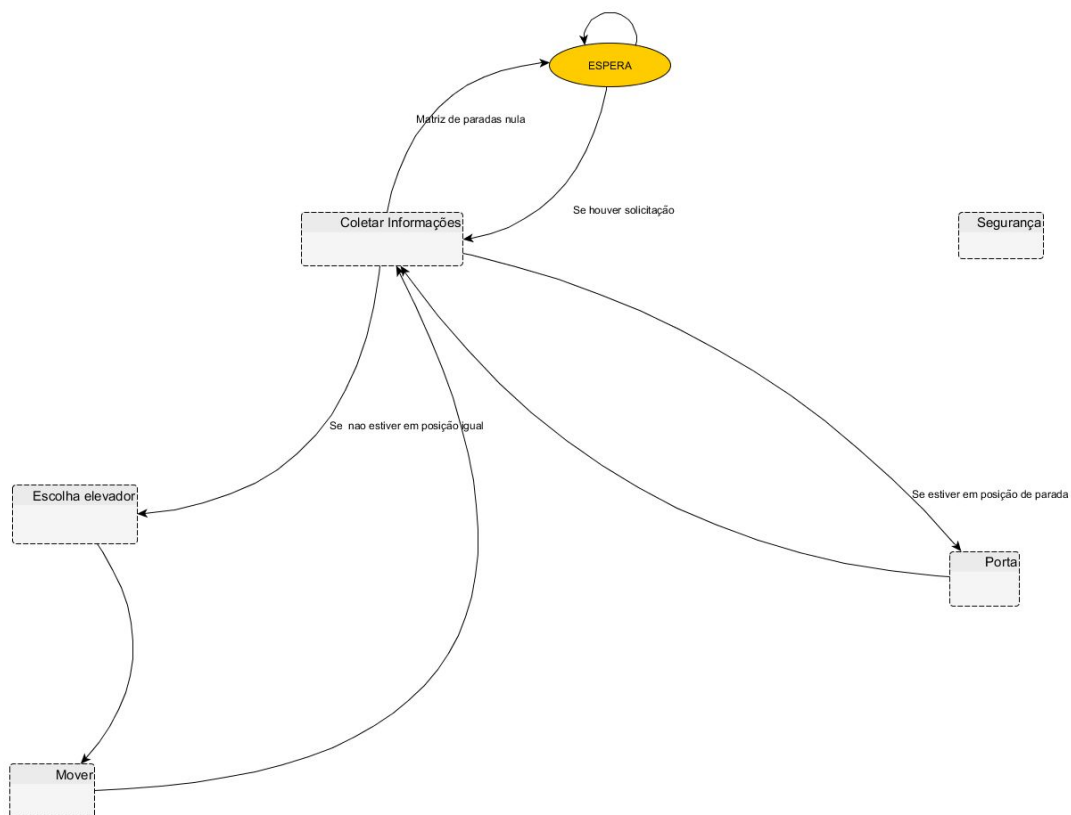 ESPERA
Matriz de paradas nula
Se houver solicitação
Coletar Informações
Segurança
Se nao estiver em posição igual
Escolha elevador
Se estiver em posição de parada
Porta
Mover